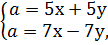 a = 5x + 5y
a = 7x - 7y,